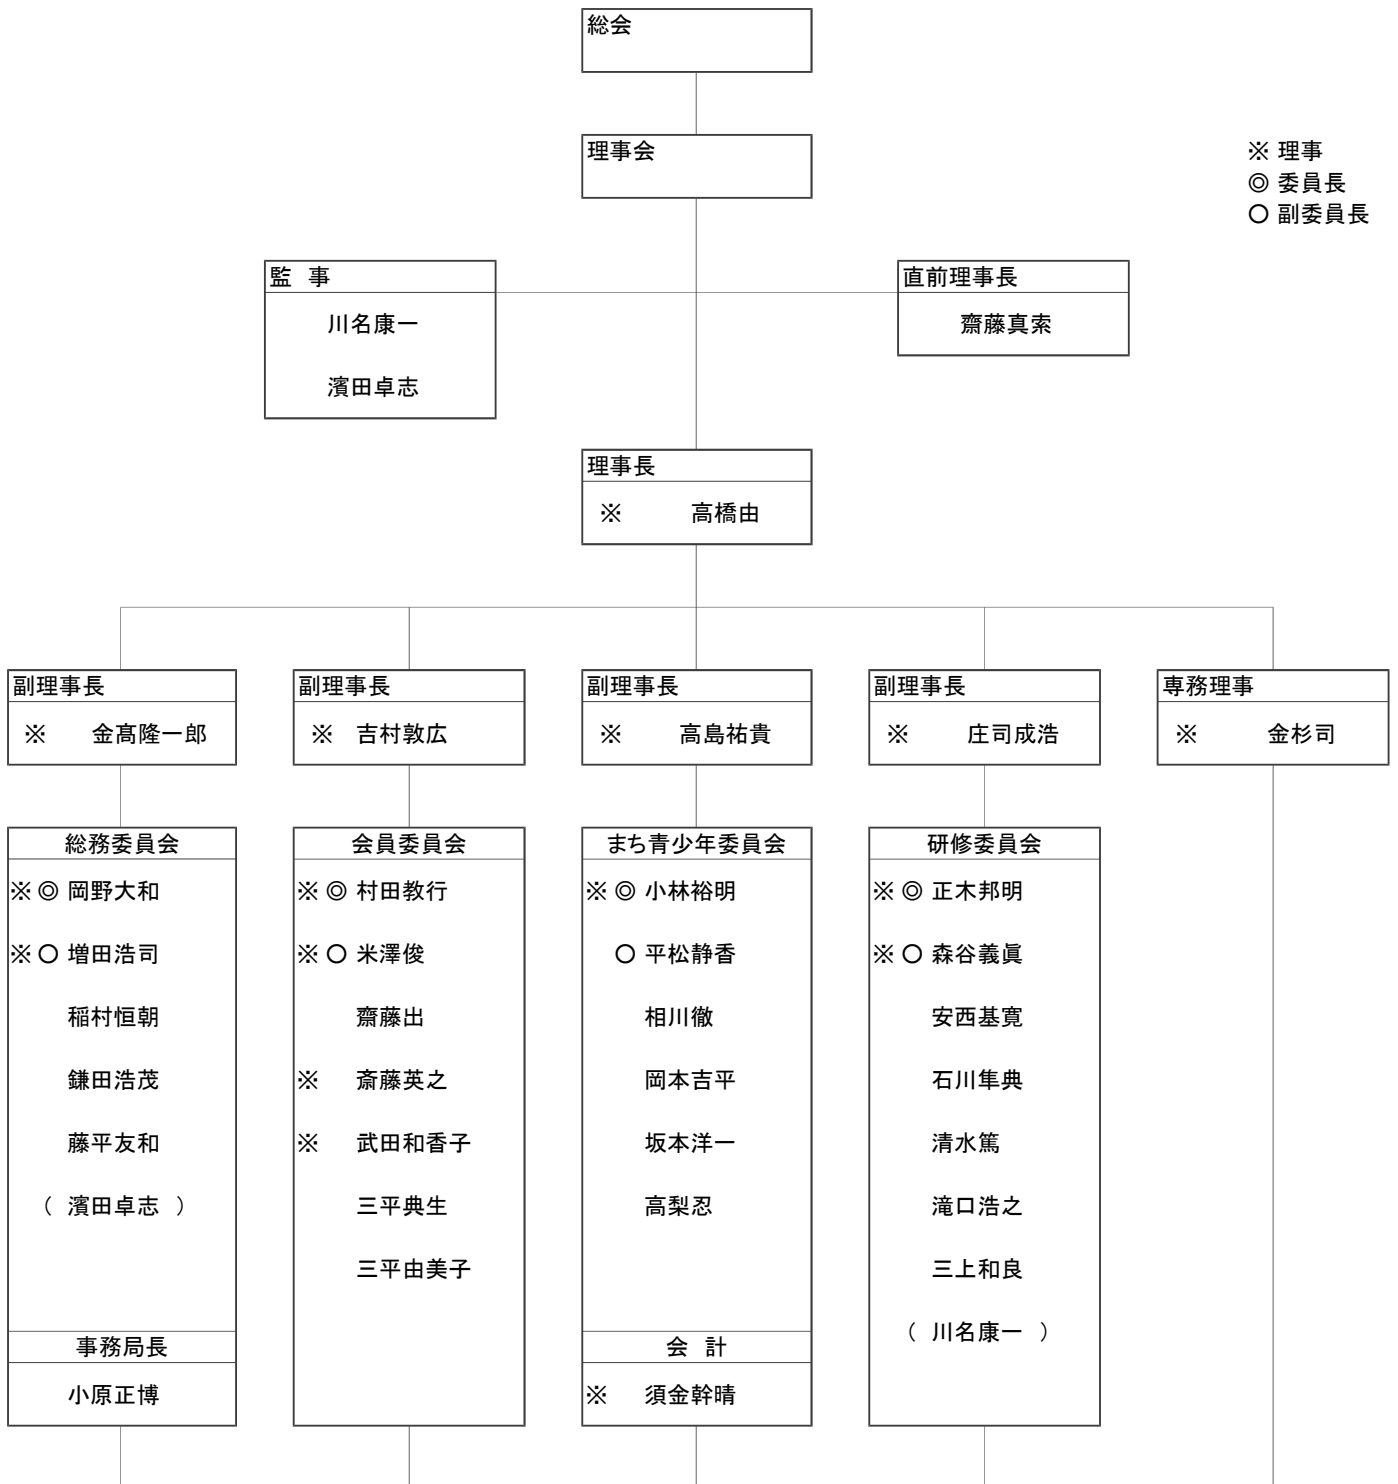 総会
理事会
※ 理事
◎ 委員長
○ 副委員長
監 事
川名康一
濱田卓志
直前理事長
齋藤真索
理事長
※ 高橋由
副理事長
※ 金髙隆一郎
副理事長
※ 吉村敦広
副理事長
※ 高島祐貴
副理事長
※ 庄司成浩
専務理事
※ 金杉司
総務委員会
※ ◎ 岡野大和
※ ○ 増田浩司
稲村恒朝
鎌田浩茂
藤平友和
( 濱田卓志 )
事務局長
小原正博
会員委員会
※ ◎ 村田教行
※ ○ 米澤俊
齋藤出
※ 斎藤英之
※ 武田和香子
三平典生
三平由美子
まち青少年委員会
※ ◎ 小林裕明
○ 平松静香
相川徹
岡本吉平
坂本洋一
高梨忍
会 計
※ 須金幹晴
研修委員会
※ ◎ 正木邦明
※ ○ 森谷義眞
安西基寛
石川隼典
清水篤
滝口浩之
三上和良
( 川名康一 )